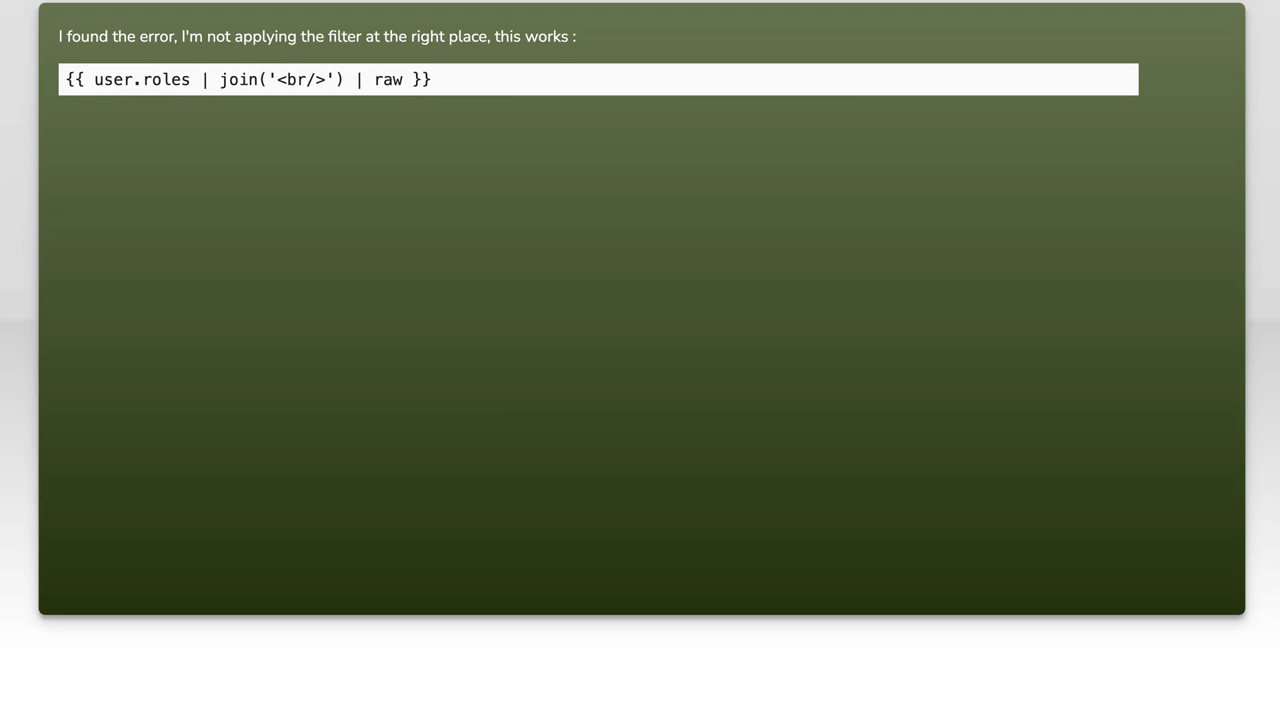 I found the error, I'm not applying the filter at the right place, this works :
{{ user.roles | join('<br/>') | raw }}